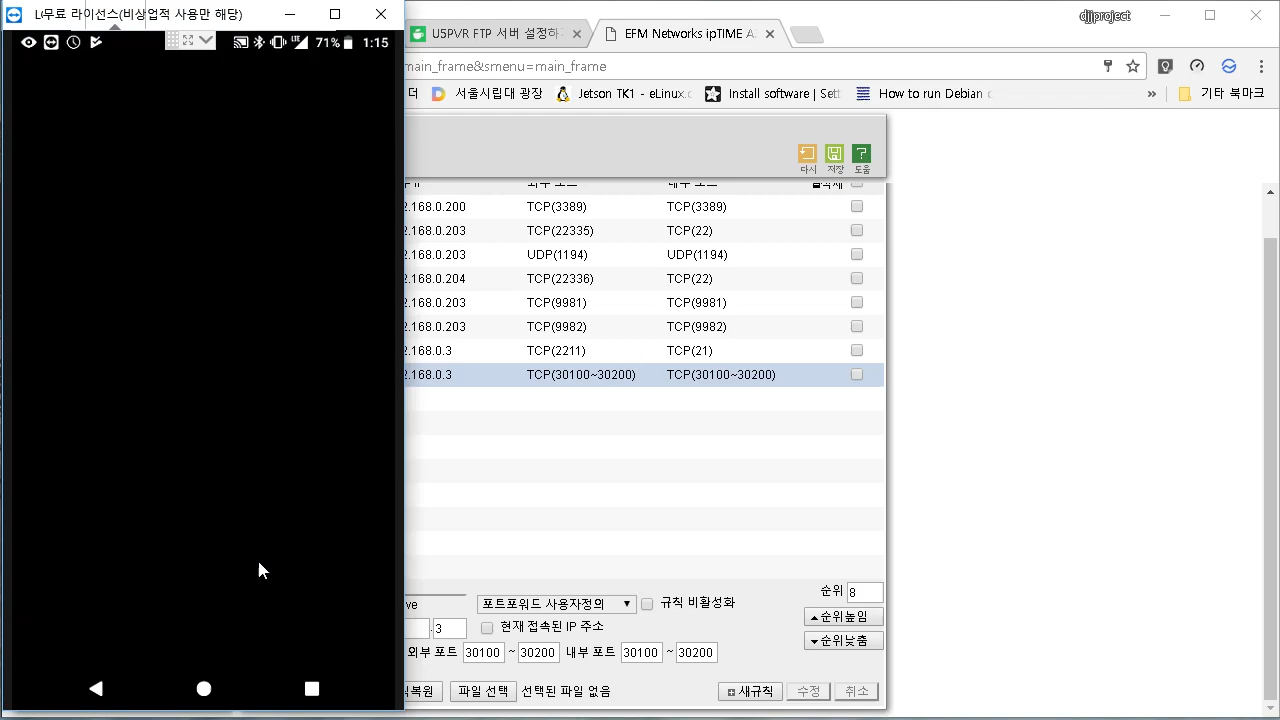 무료 라이선스(비상업적 사용만 해당)
71% 1:15
U5PVR FTP 서버 설정하
EFM Networks ipTIME A
djjproject
main_frame&smenu=main_frame
더
서울시립대 광장
Jetson TK1 - eLinux.
Install software | Set
How to run Debian
»
기타 북마크
다시 저장 도움
2.168.0.200 TCP(3389) TCP(3389)
2.168.0.203 TCP(22335) TCP(22)
2.168.0.203 UDP(1194) UDP(1194)
2.168.0.204 TCP(22336) TCP(22)
2.168.0.203 TCP(9981) TCP(9981)
2.168.0.203 TCP(9982) TCP(9982)
2.168.0.3 TCP(2211) TCP(21)
2.168.0.3 TCP(30100~30200) TCP(30100~30200)
순위 8
ve 포트포워드 사용자정의 규칙 비활성화
순위높임
.3 현재 접속된 IP 주소
순위낮춤
외부 포트 30100 ~ 30200 내부 포트 30100 ~ 30200
복원 파일 선택 선택된 파일 없음 새규칙 수정 취소